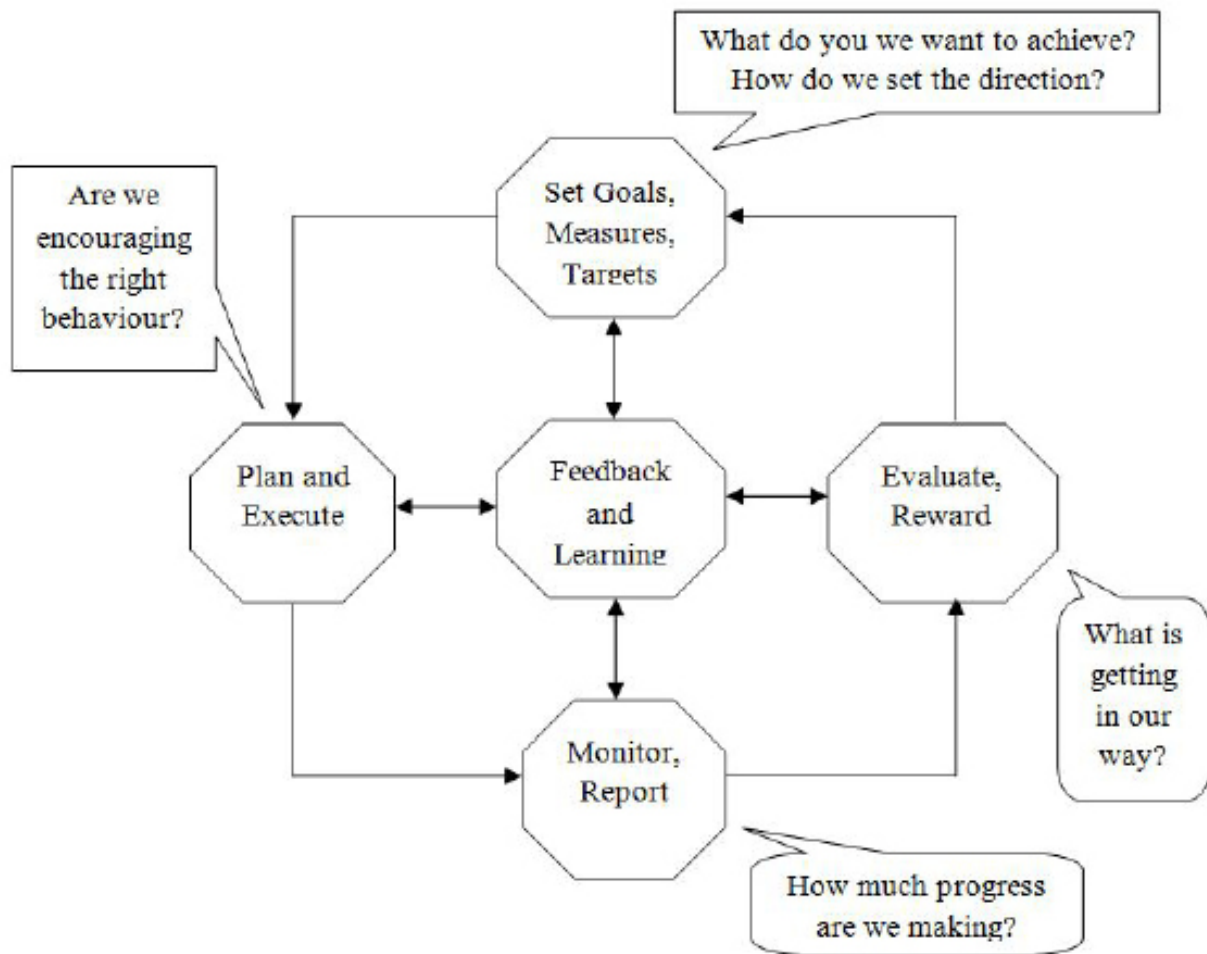 What do you we want to achieve?
How do we set the direction?
Are we
encouraging
the right
behaviour?
Set Goals,
Measures,
Targets
Plan and
Execute
Feedback
and
Learning
Evaluate,
Reward
What is
getting
in our
way?
Monitor,
Report
How much progress
are we making?